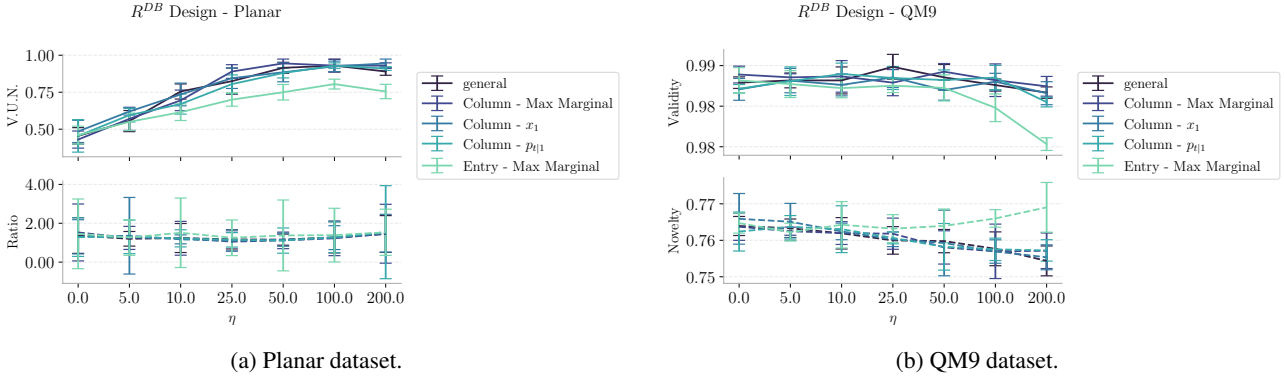 R^{DB} Design - Planar
1.00
0.75
0.50
V.U.N.
4.00
2.00
0.00
Ratio
0.0 5.0 10.0 25.0 50.0 100.0 200.0
η
general
Column - Max Marginal
Column - x_1
Column - p_{t|1}
Entry - Max Marginal
(a) Planar dataset.
R^{DB} Design - QM9
0.99
0.98
0.98
Validity
0.77
0.76
0.75
Novelty
0.0 5.0 10.0 25.0 50.0 100.0 200.0
η
general
Column - Max Marginal
Column - x_1
Column - p_{t|1}
Entry - Max Marginal
(b) QM9 dataset.